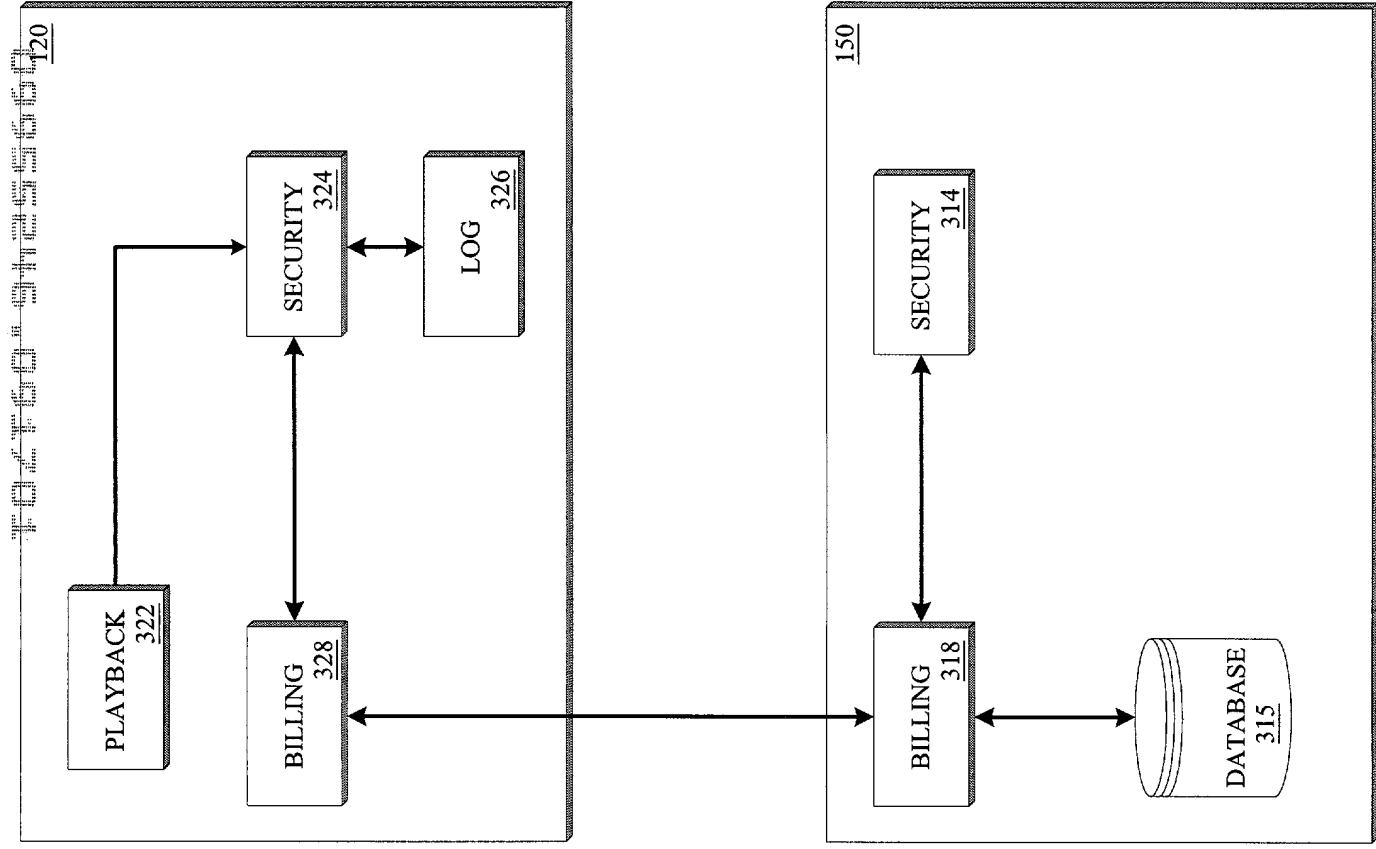 120
PLAYBACK
322
SECURITY
324
BILLING
328
LOG
326
150
SECURITY
314
BILLING
318
DATABASE
315